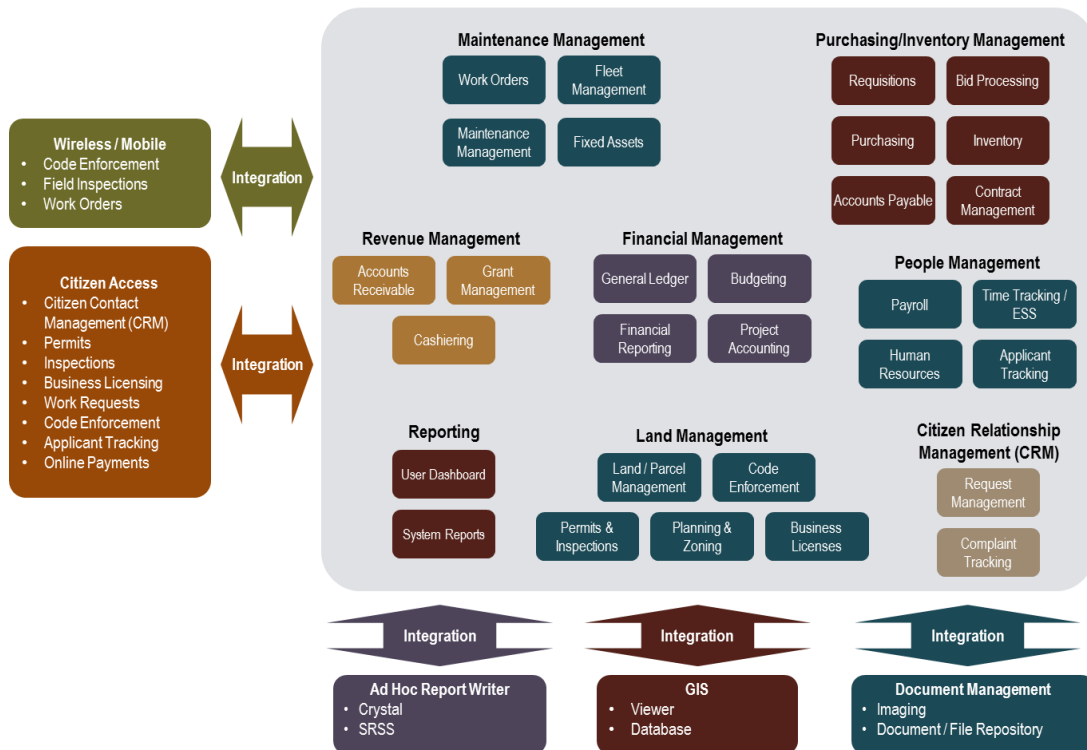 Maintenance Management
Work Orders
Fleet
Management
Maintenance
Management
Fixed Assets
Purchasing/Inventory Management
Requisitions
Bid Processing
Purchasing
Inventory
Accounts Payable
Contract
Management
Wireless / Mobile
• Code Enforcement
• Field Inspections
• Work Orders
Integration
Citizen Access
• Citizen Contact
Management (CRM)
• Permits
• Inspections
• Business Licensing
• Work Requests
• Code Enforcement
• Applicant Tracking
• Online Payments
Integration
Revenue Management
Accounts
Receivable
Grant
Management
Cashiering
Financial Management
General Ledger
Budgeting
Financial
Reporting
Project
Accounting
People Management
Payroll
Time Tracking /
ESS
Human
Resources
Applicant
Tracking
Reporting
User Dashboard
System Reports
Land Management
Land / Parcel
Management
Code
Enforcement
Permits &
Inspections
Planning &
Zoning
Business
Licenses
Citizen Relationship
Management (CRM)
Request
Management
Complaint
Tracking
Integration
Integration
Integration
Ad Hoc Report Writer
• Crystal
• SRSS
GIS
• Viewer
• Database
Document Management
• Imaging
• Document / File Repository